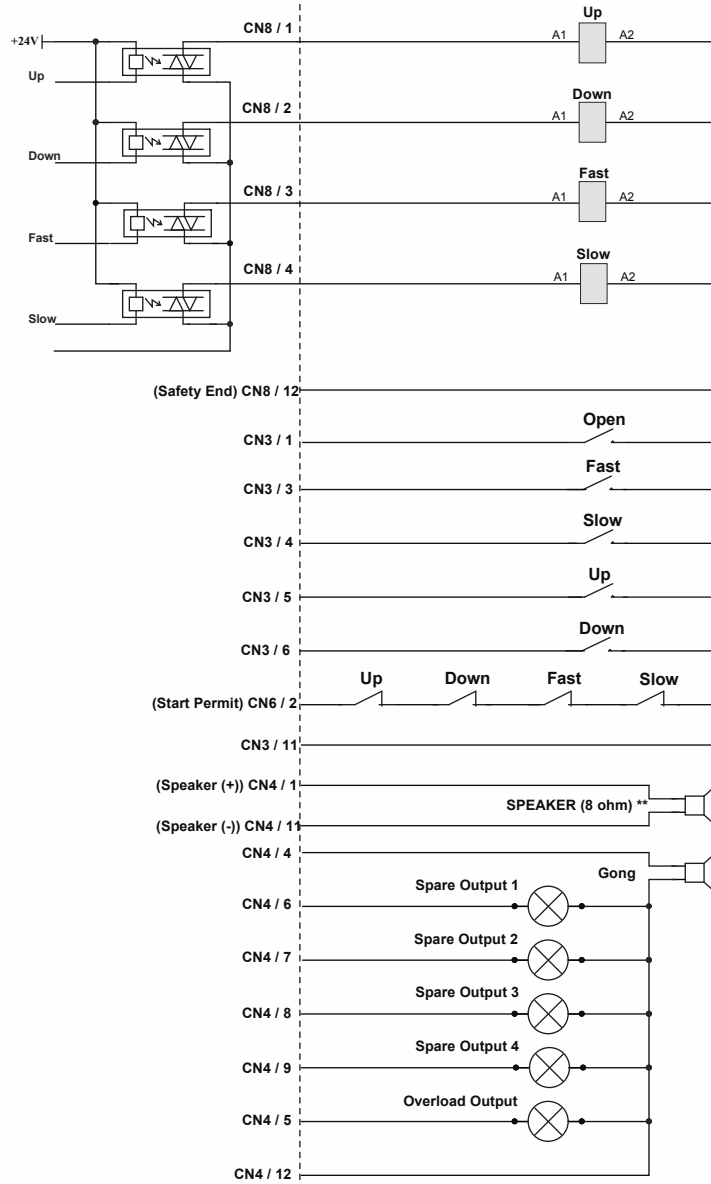 Up
CN8 / 1
A1 A2
+24V
Up
Down
CN8 / 2
A1 A2
Down
Fast
CN8 / 3
A1 A2
Fast
Slow
CN8 / 4
A1 A2
Slow
(Safety End) CN8 / 12
Open
CN3 / 1
Fast
CN3 / 3
Slow
CN3 / 4
Up
CN3 / 5
Down
CN3 / 6
Up Down Fast Slow
(Start Permit) CN6 / 2
CN3 / 11
(Speaker (+)) CN4 / 1
SPEAKER (8 ohm) **
(Speaker (-)) CN4 / 11
CN4 / 4
Gong
Spare Output 1
CN4 / 6
Spare Output 2
CN4 / 7
Spare Output 3
CN4 / 8
Spare Output 4
CN4 / 9
Overload Output
CN4 / 5
CN4 / 12